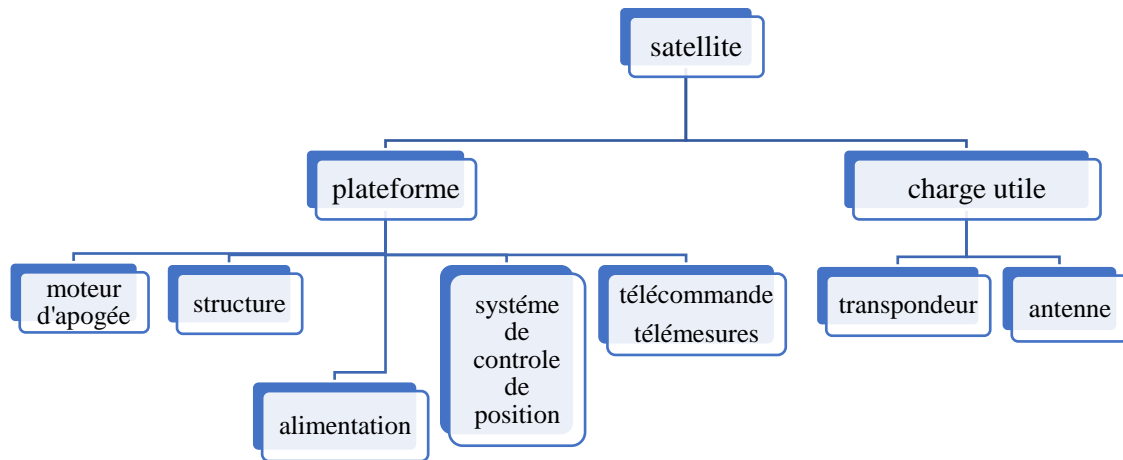 satellite
plateforme
charge utile
moteur
d'apogée
structure
systéme
de
controle
de
position
télécommande
télémesures
transpondeur
antenne
alimentation